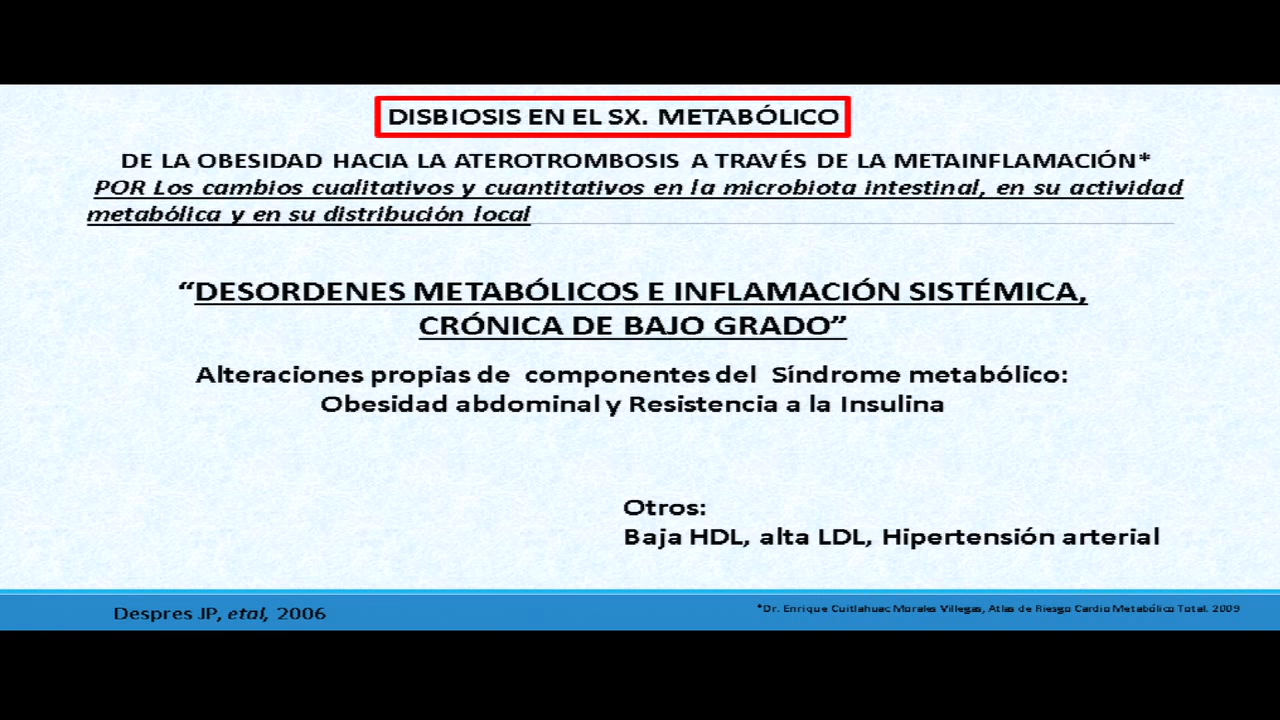 DISBIOSIS EN EL SX. METABÓLICO
DE LA OBESIDAD HACIA LA ATEROTROMBOSIS A TRAVÉS DE LA METAINFLAMACIÓN*
POR Los cambios cualitativos y cuantitativos en la microbiota intestinal, en su actividad
metabólica y en su distribución local
“DESORDENES METABÓLICOS E INFLAMACIÓN SISTÉMICA,
CRÓNICA DE BAJO GRADO”
Alteraciones propias de componentes del Síndrome metabólico:
Obesidad abdominal y Resistencia a la Insulina
Otros:
Baja HDL, alta LDL, Hipertensión arterial
Despres JP, etal, 2006
*Dr. Enrique Cuitlahuac Morales Villegas, Atlas de Riesgo Cardio Metabólico Total. 2009